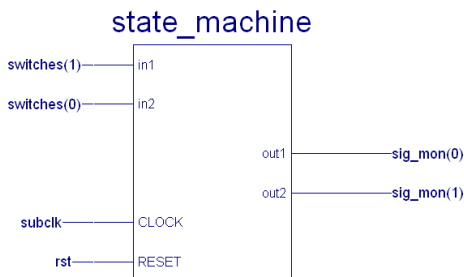 state_machine
switches(1) in1
switches(0) in2
out1 sig_mon(0)
out2 sig_mon(1)
subclk CLOCK
rst RESET